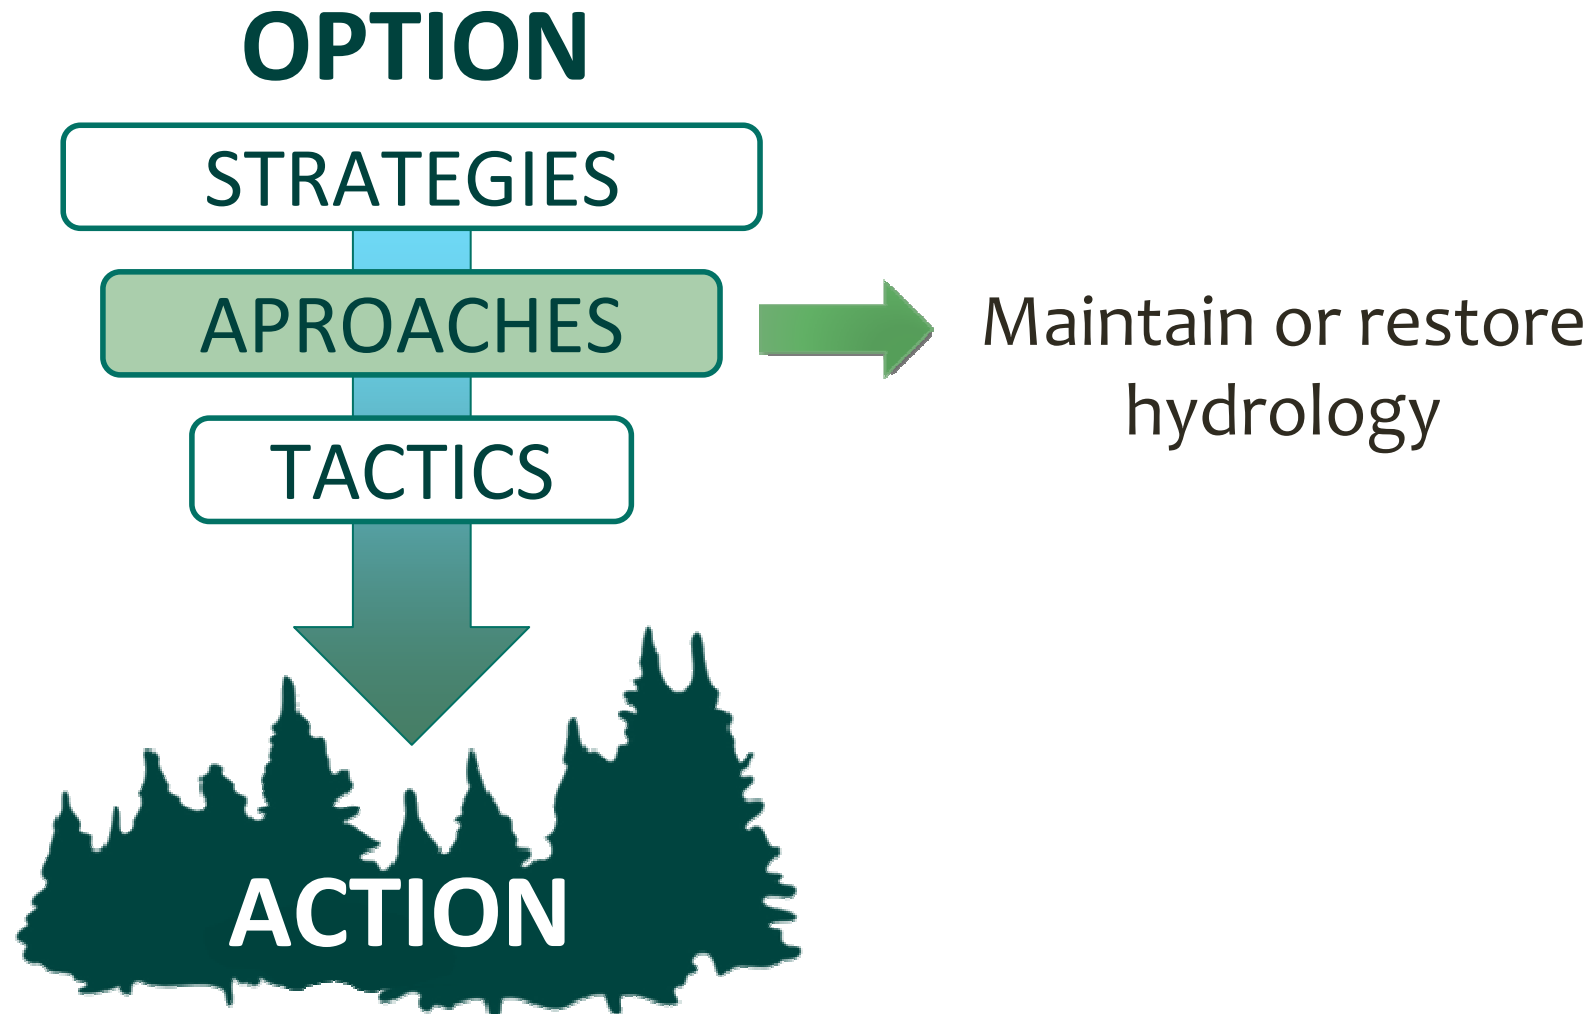 OPTION
STRATEGIES
APROACHES
Maintain or restore
hydrology
TACTICS
ACTION